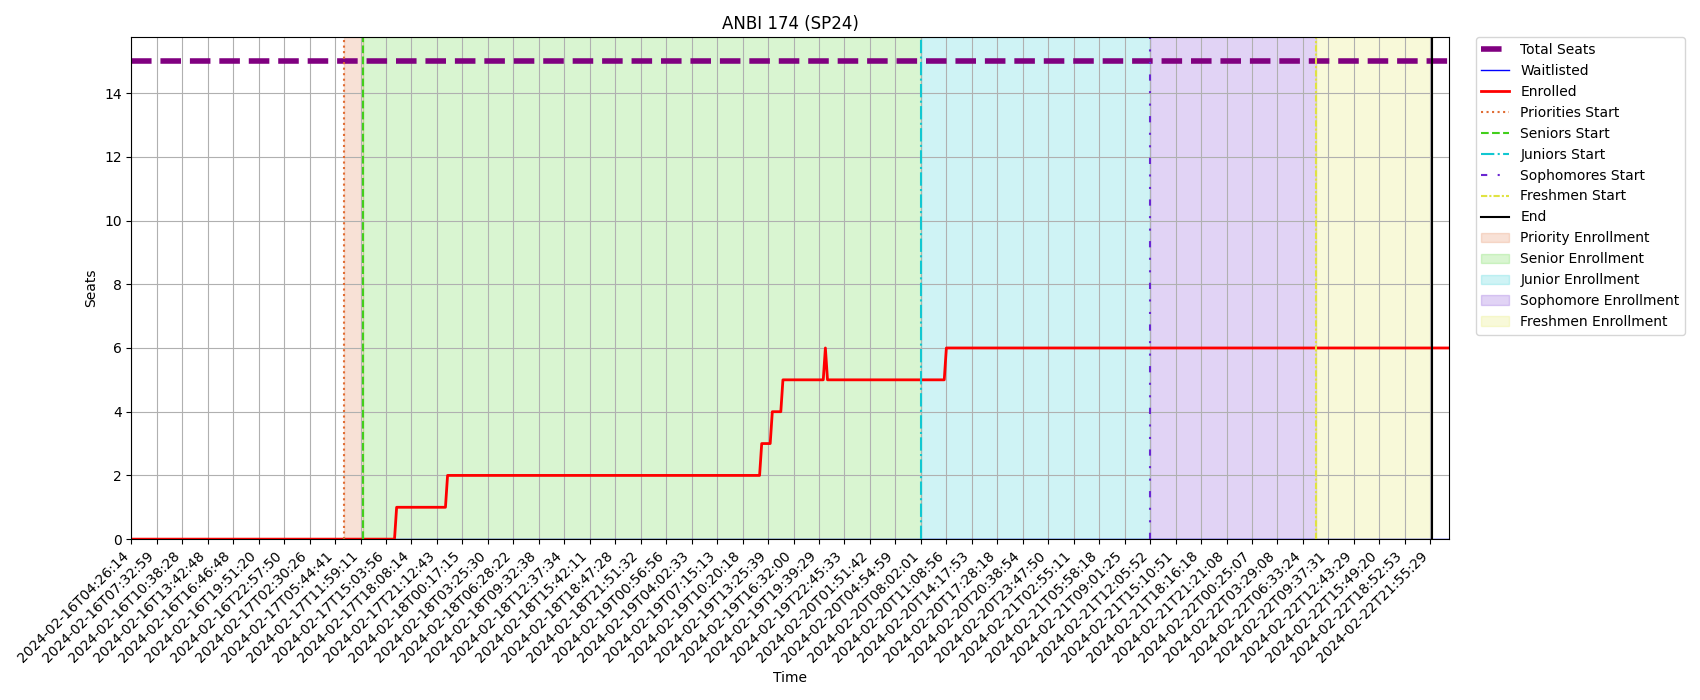 ANBI 174 (SP24)
Seats
14
12
10
8
6
4
2
0
2024-02-16T04:26:14
2024-02-16T07:32:59
2024-02-16T10:38:28
2024-02-16T13:42:48
2024-02-16T16:46:48
2024-02-16T19:51:20
2024-02-16T22:57:50
2024-02-17T02:30:26
2024-02-17T05:44:41
2024-02-17T11:59:11
2024-02-17T15:03:56
2024-02-17T18:08:14
2024-02-17T21:12:43
2024-02-18T00:17:15
2024-02-18T03:25:30
2024-02-18T06:28:22
2024-02-18T09:32:38
2024-02-18T12:37:34
2024-02-18T15:42:11
2024-02-18T18:47:28
2024-02-18T21:51:32
2024-02-19T00:56:56
2024-02-19T04:02:33
2024-02-19T07:15:13
2024-02-19T10:20:18
2024-02-19T13:25:39
2024-02-19T16:32:00
2024-02-19T19:39:29
2024-02-19T22:45:33
2024-02-20T01:51:42
2024-02-20T04:54:59
2024-02-20T08:02:01
2024-02-20T11:08:56
2024-02-20T14:17:53
2024-02-20T17:28:18
2024-02-20T20:38:54
2024-02-20T23:47:50
2024-02-21T02:55:11
2024-02-21T05:58:18
2024-02-21T09:01:25
2024-02-21T12:05:52
2024-02-21T15:10:51
2024-02-21T18:16:18
2024-02-21T21:21:08
2024-02-22T00:25:07
2024-02-22T03:29:08
2024-02-22T06:33:24
2024-02-22T09:37:31
2024-02-22T12:43:29
2024-02-22T15:49:20
2024-02-22T18:52:53
2024-02-22T21:55:29
Time
Total Seats
Waitlisted
Enrolled
Priorities Start
Seniors Start
Juniors Start
Sophomores Start
Freshmen Start
End
Priority Enrollment
Senior Enrollment
Junior Enrollment
Sophomore Enrollment
Freshmen Enrollment